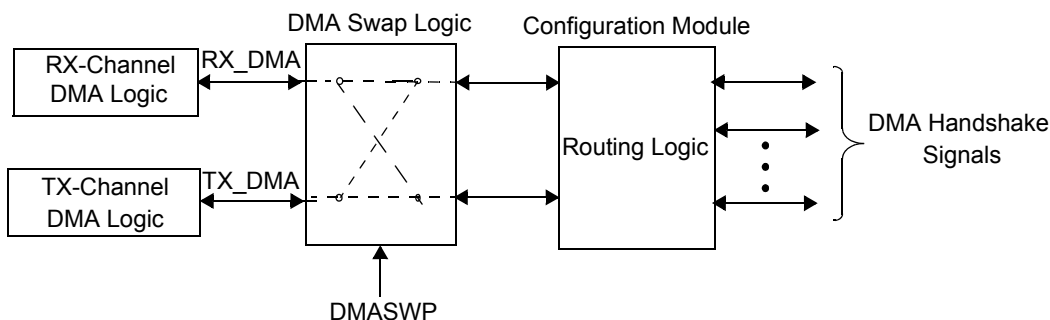 DMA Swap Logic
Configuration Module
RX-Channel
DMA Logic
RX_DMA
TX-Channel
DMA Logic
TX_DMA
Routing Logic
DMA Handshake
Signals
DMASWP